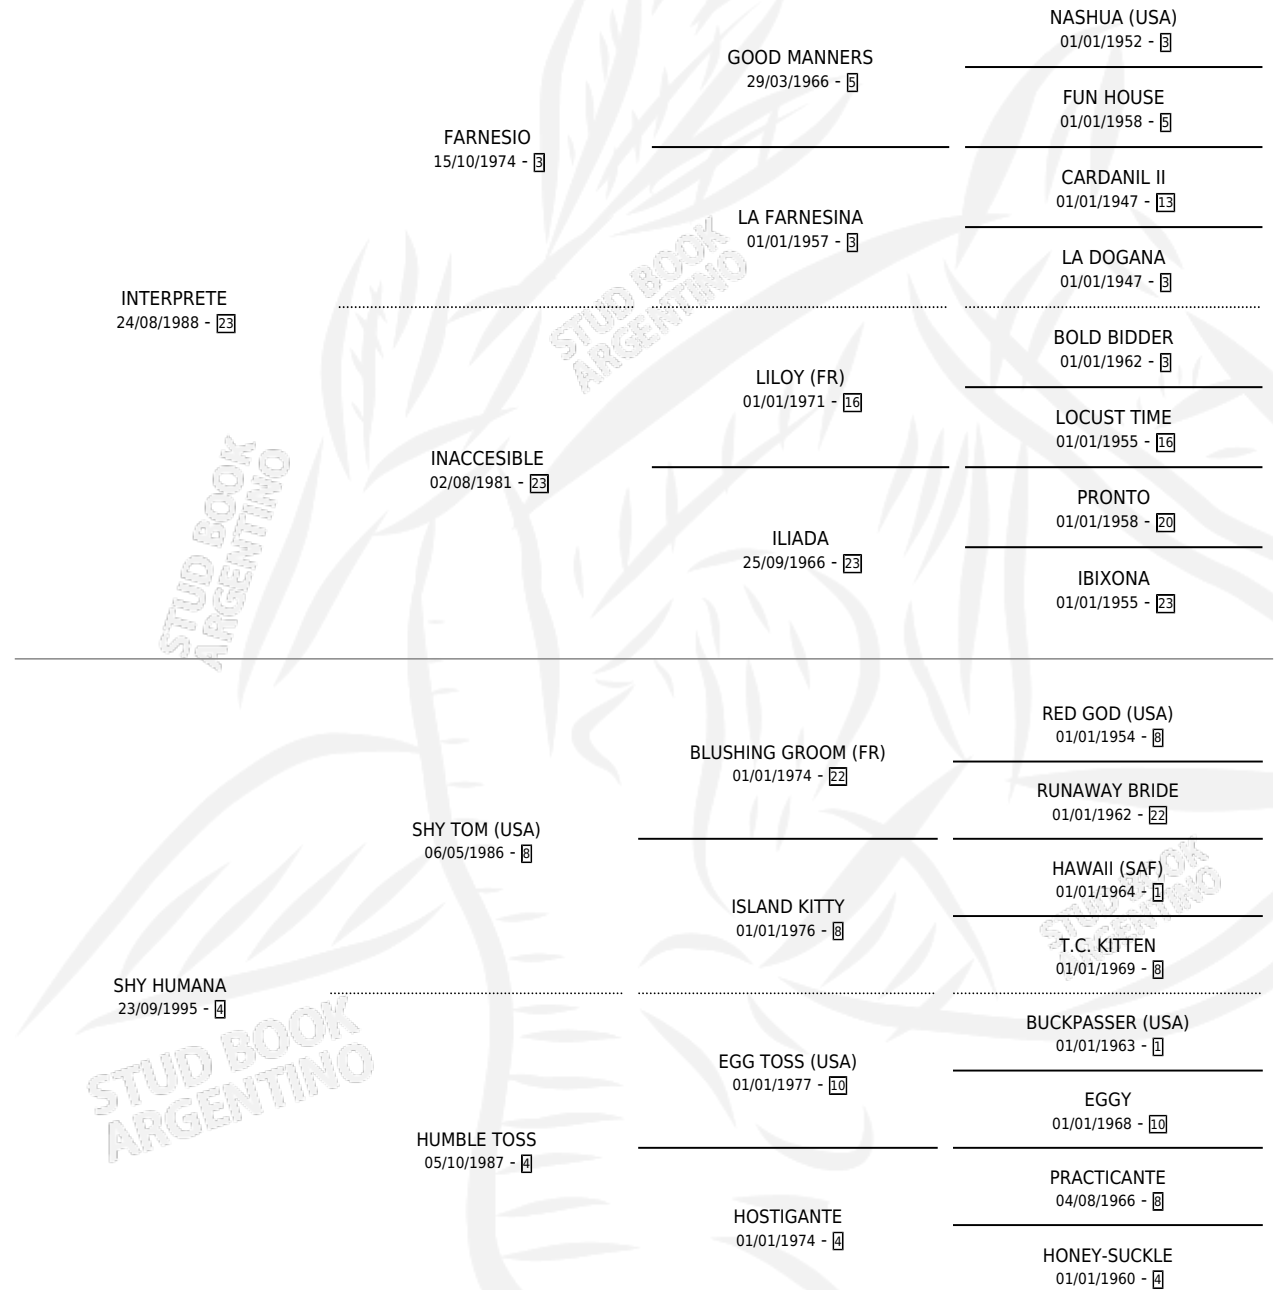 NASHUA (USA)
01/01/1952 - 3
GOOD MANNERS
29/03/1966 - 5
FUN HOUSE
01/01/1958 - 5
FARNESIO
15/10/1974 - 3
CARDANIL II
01/01/1947 - 13
LA FARNESINA
01/01/1957 - 3
LA DOGANA
01/01/1947 - 3
INTERPRETE
24/08/1988 - 23
STUD BOOK
ARGENTINO
BOLD BIDDER
01/01/1962 - 3
LILOY (FR)
01/01/1971 - 16
LOCUST TIME
01/01/1955 - 16
INACCESIBLE
02/08/1981 - 23
PRONTO
01/01/1958 - 20
ILIADA
25/09/1966 - 23
IBIXONA
01/01/1955 - 23
STUD BOOK
ARGENTINO
RED GOD (USA)
01/01/1954 - 8
BLUSHING GROOM (FR)
01/01/1974 - 22
RUNAWAY BRIDE
01/01/1962 - 22
SHY TOM (USA)
06/05/1986 - 8
HAWAII (SAF)
01/01/1964 - 1
ISLAND KITTY
01/01/1976 - 8
T.C. KITTEN
01/01/1969 - 8
STUD BOOK
ARGENTINO
SHY HUMANA
23/09/1995 - 4
BUCKPASSER (USA)
01/01/1963 - 1
EGG TOSS (USA)
01/01/1977 - 10
EGGY
01/01/1968 - 10
STUD BOOK
ARGENTINO
HUMBLE TOSS
05/10/1987 - 4
PRACTICANTE
04/08/1966 - 8
HOSTIGANTE
01/01/1974 - 4
HONEY-SUCKLE
01/01/1960 - 4